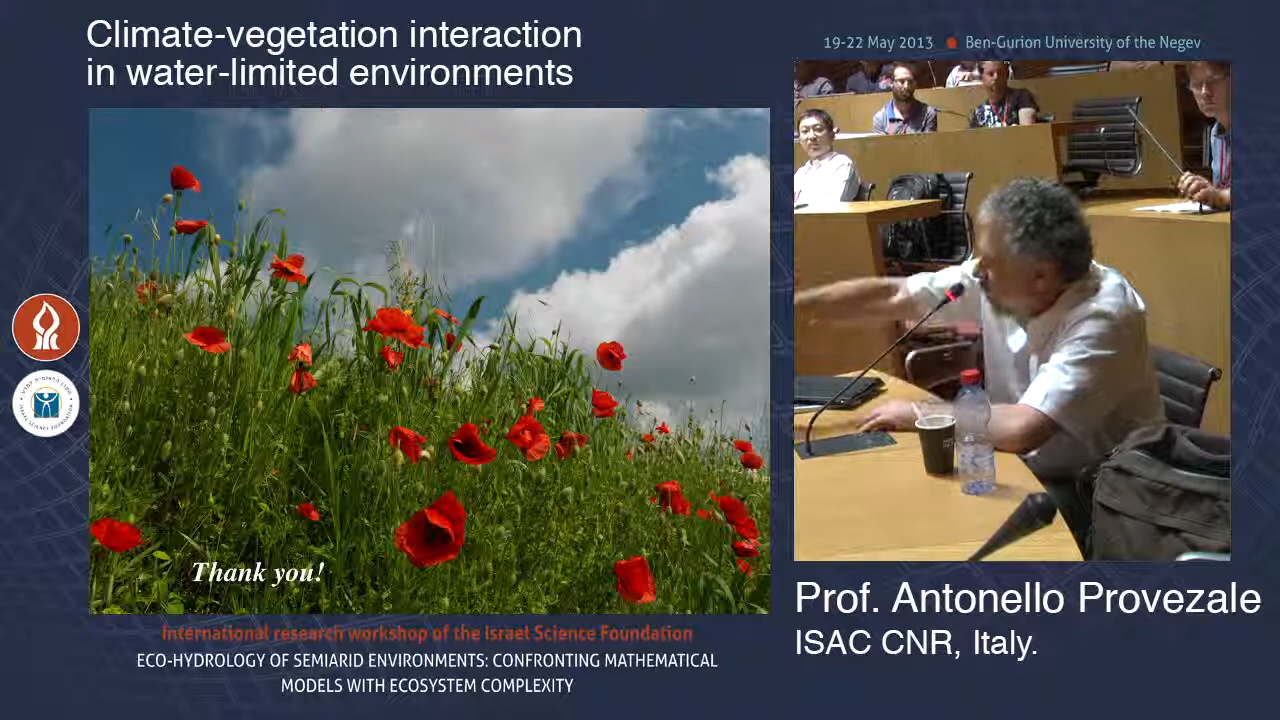 Climate-vegetation interaction
in water-limited environments
19-22 May 2013 ● Ben-Gurion University of the Negev
Thank you!
International research workshop of the Israel Science Foundation
ECO-HYDROLOGY OF SEMIARID ENVIRONMENTS: CONFRONTING MATHEMATICAL
MODELS WITH ECOSYSTEM COMPLEXITY
Prof. Antonello Provezale
ISAC CNR, Italy.